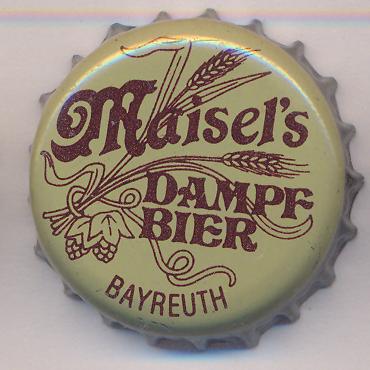 Maisel's
DAMPF
BIER
BAYREUTH